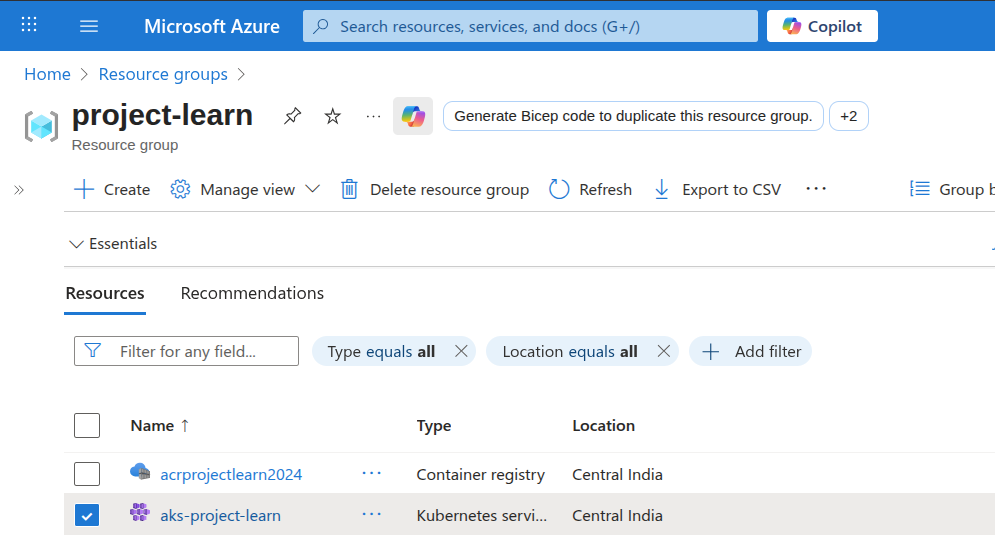 Microsoft Azure Search resources, services, and docs (G+/) Copilot
Home > Resource groups >
project-learn ... Generate Bicep code to duplicate this resource group. +2
Resource group
Create Manage view Delete resource group Refresh Export to CSV ... Group b
Essentials
Resources Recommendations
Filter for any field... Type equals all Location equals all Add filter
Name ↑ Type Location
acrprojectlearn2024 ... Container registry Central India
aks-project-learn ... Kubernetes servi... Central India